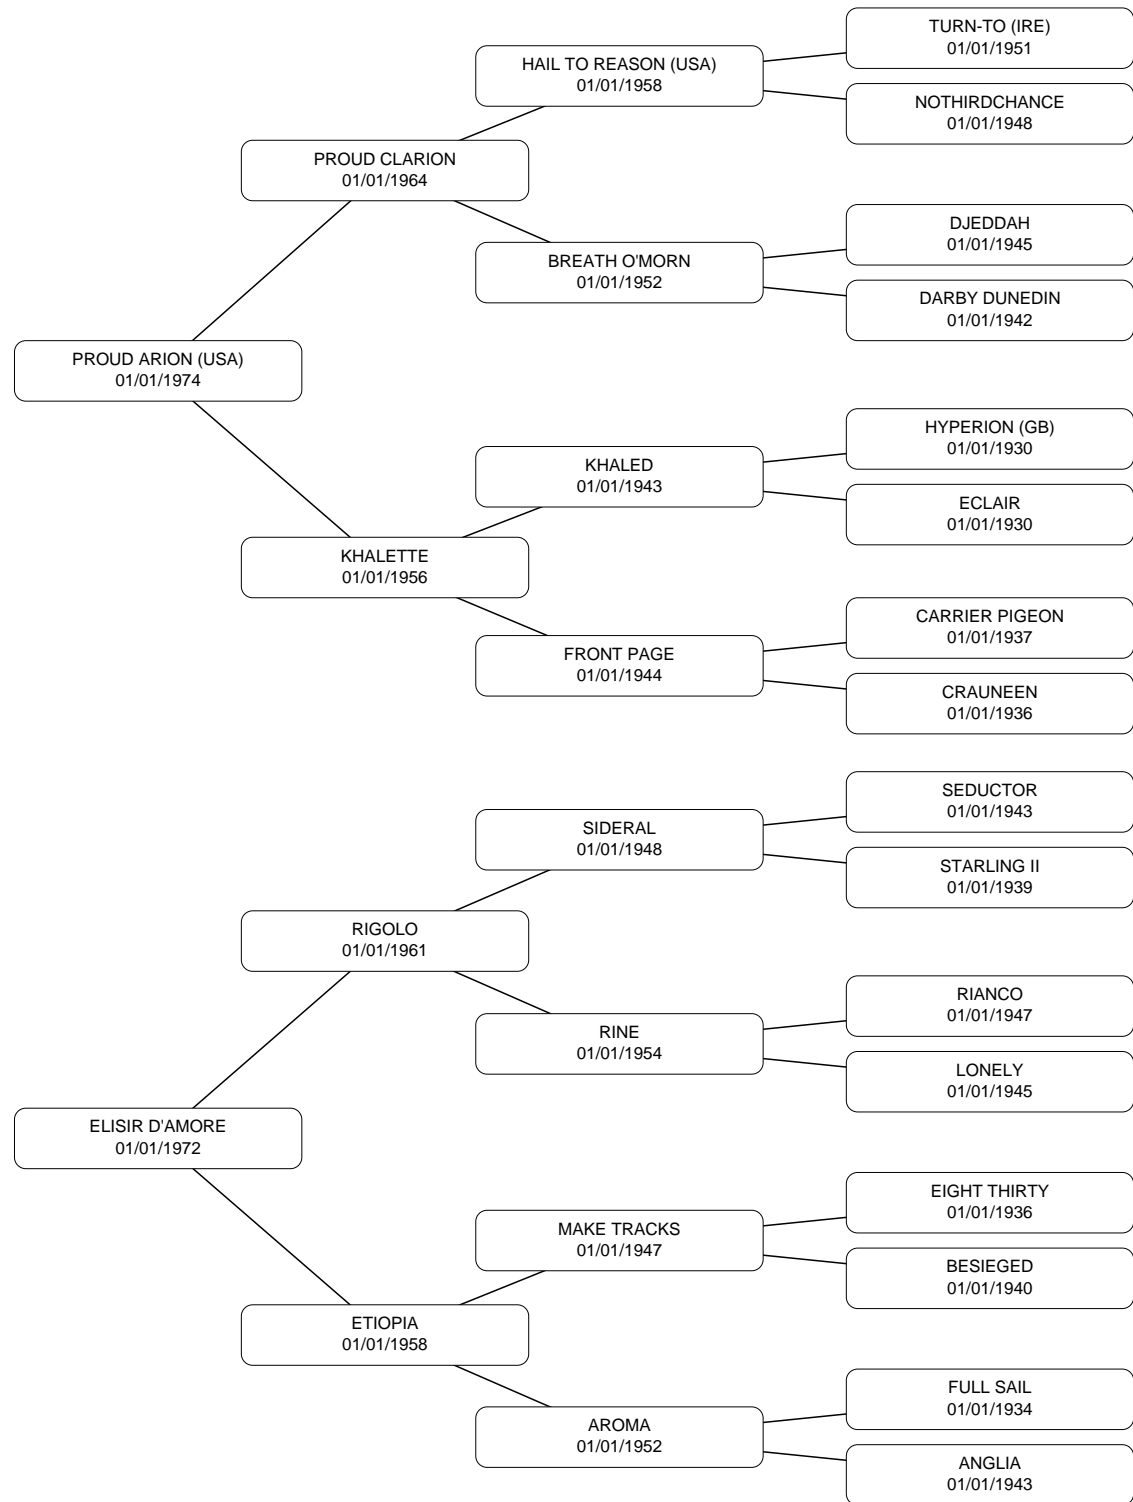 TURN-TO (IRE)
01/01/1951
HAIL TO REASON (USA)
01/01/1958
NOTHIRDCHANCE
01/01/1948
PROUD CLARION
01/01/1964
DJEDDAH
01/01/1945
BREATH O'MORN
01/01/1952
DARBY DUNEDIN
01/01/1942
PROUD ARION (USA)
01/01/1974
HYPERION (GB)
01/01/1930
KHALED
01/01/1943
ECLAIR
01/01/1930
KHALETTE
01/01/1956
CARRIER PIGEON
01/01/1937
FRONT PAGE
01/01/1944
CRAUNEEN
01/01/1936
SEDUCTOR
01/01/1943
SIDERAL
01/01/1948
STARLING II
01/01/1939
RIGOLO
01/01/1961
RIANCO
01/01/1947
RINE
01/01/1954
LONELY
01/01/1945
ELISIR D'AMORE
01/01/1972
EIGHT THIRTY
01/01/1936
MAKE TRACKS
01/01/1947
BESIEGED
01/01/1940
ETIOPIA
01/01/1958
FULL SAIL
01/01/1934
AROMA
01/01/1952
ANGLIA
01/01/1943